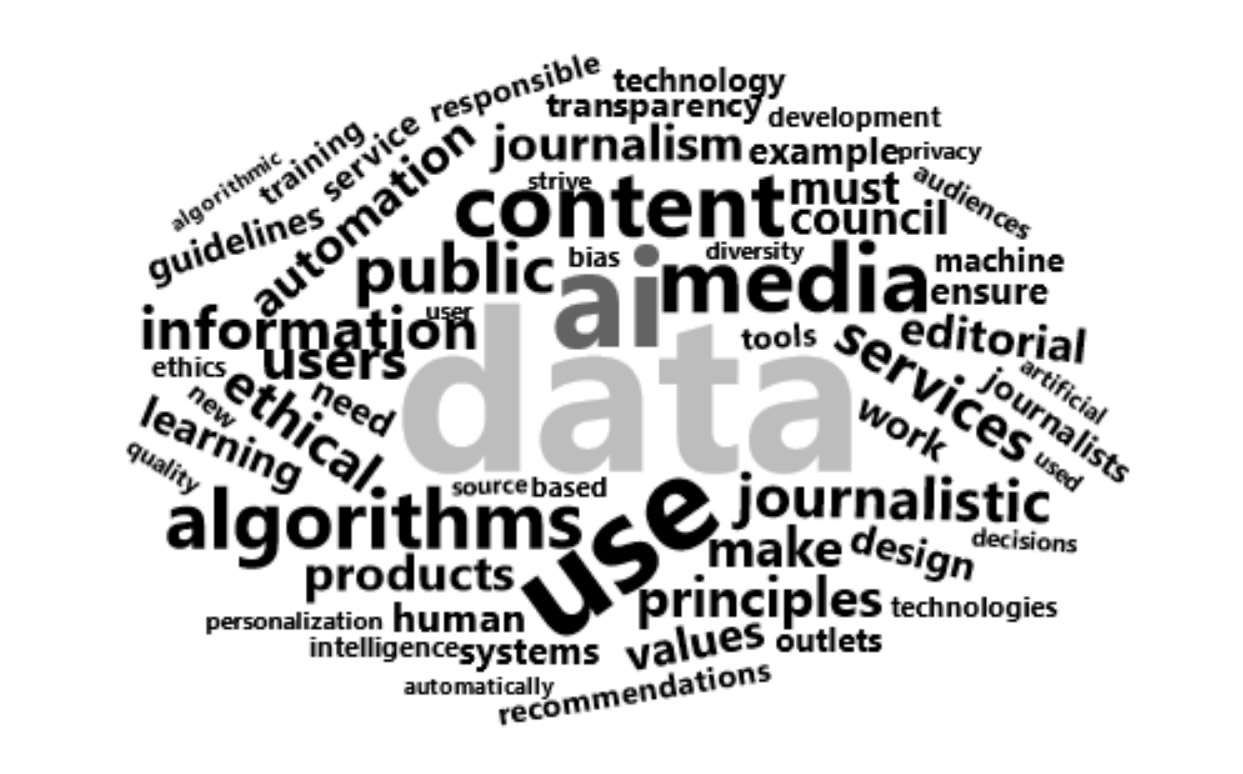 responsible
technology
transparency
development
algorithmic
training
service
automation
journalism
example
privacy
strive
content
must
audiences
guidelines
council
public
bias
diversity
machine
ai
media
ensure
information
user
users
data
tools
services
editorial
ethics
artificial
new
ethical
need
journalists
learning
work
quality
used
source
based
algorithms
use
journalistic
make
design
decisions
products
principles
technologies
personalization
human
intelligence
systems
values
outlets
automatically
recommendations